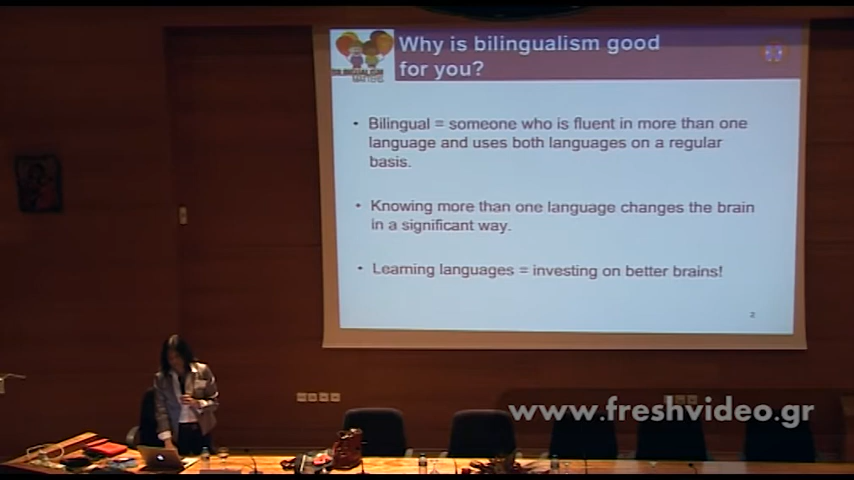 Why is bilingualism good
for you?
BILINGUALISM
MATTERS
• Bilingual = someone who is fluent in more than one
language and uses both languages on a regular
basis.
• Knowing more than one language changes the brain
in a significant way.
• Learning languages = investing on better brains!
2
www.freshvideo.gr